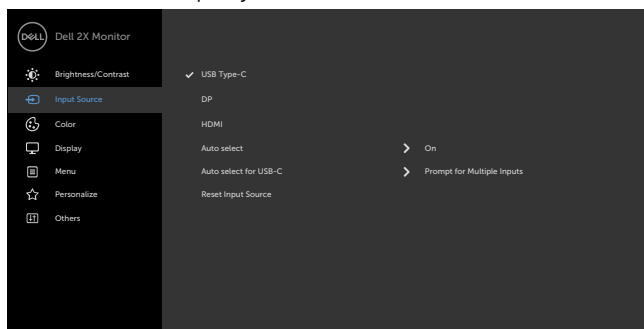 DELL Dell 2X Monitor
Brightness/Contrast USB Type-C
Input Source DP
Color HDMI
Display Auto select On
Menu Auto select for USB-C Prompt for Multiple Inputs
Personalize Reset Input Source
Others